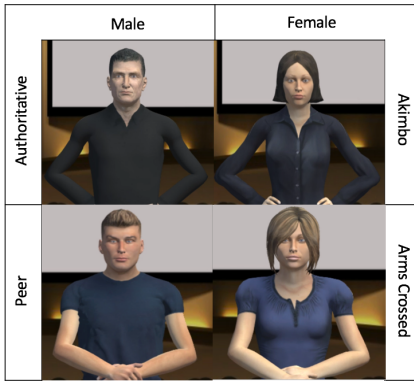 Male
Female
Authoritative
Akimbo
Peer
Arms Crossed